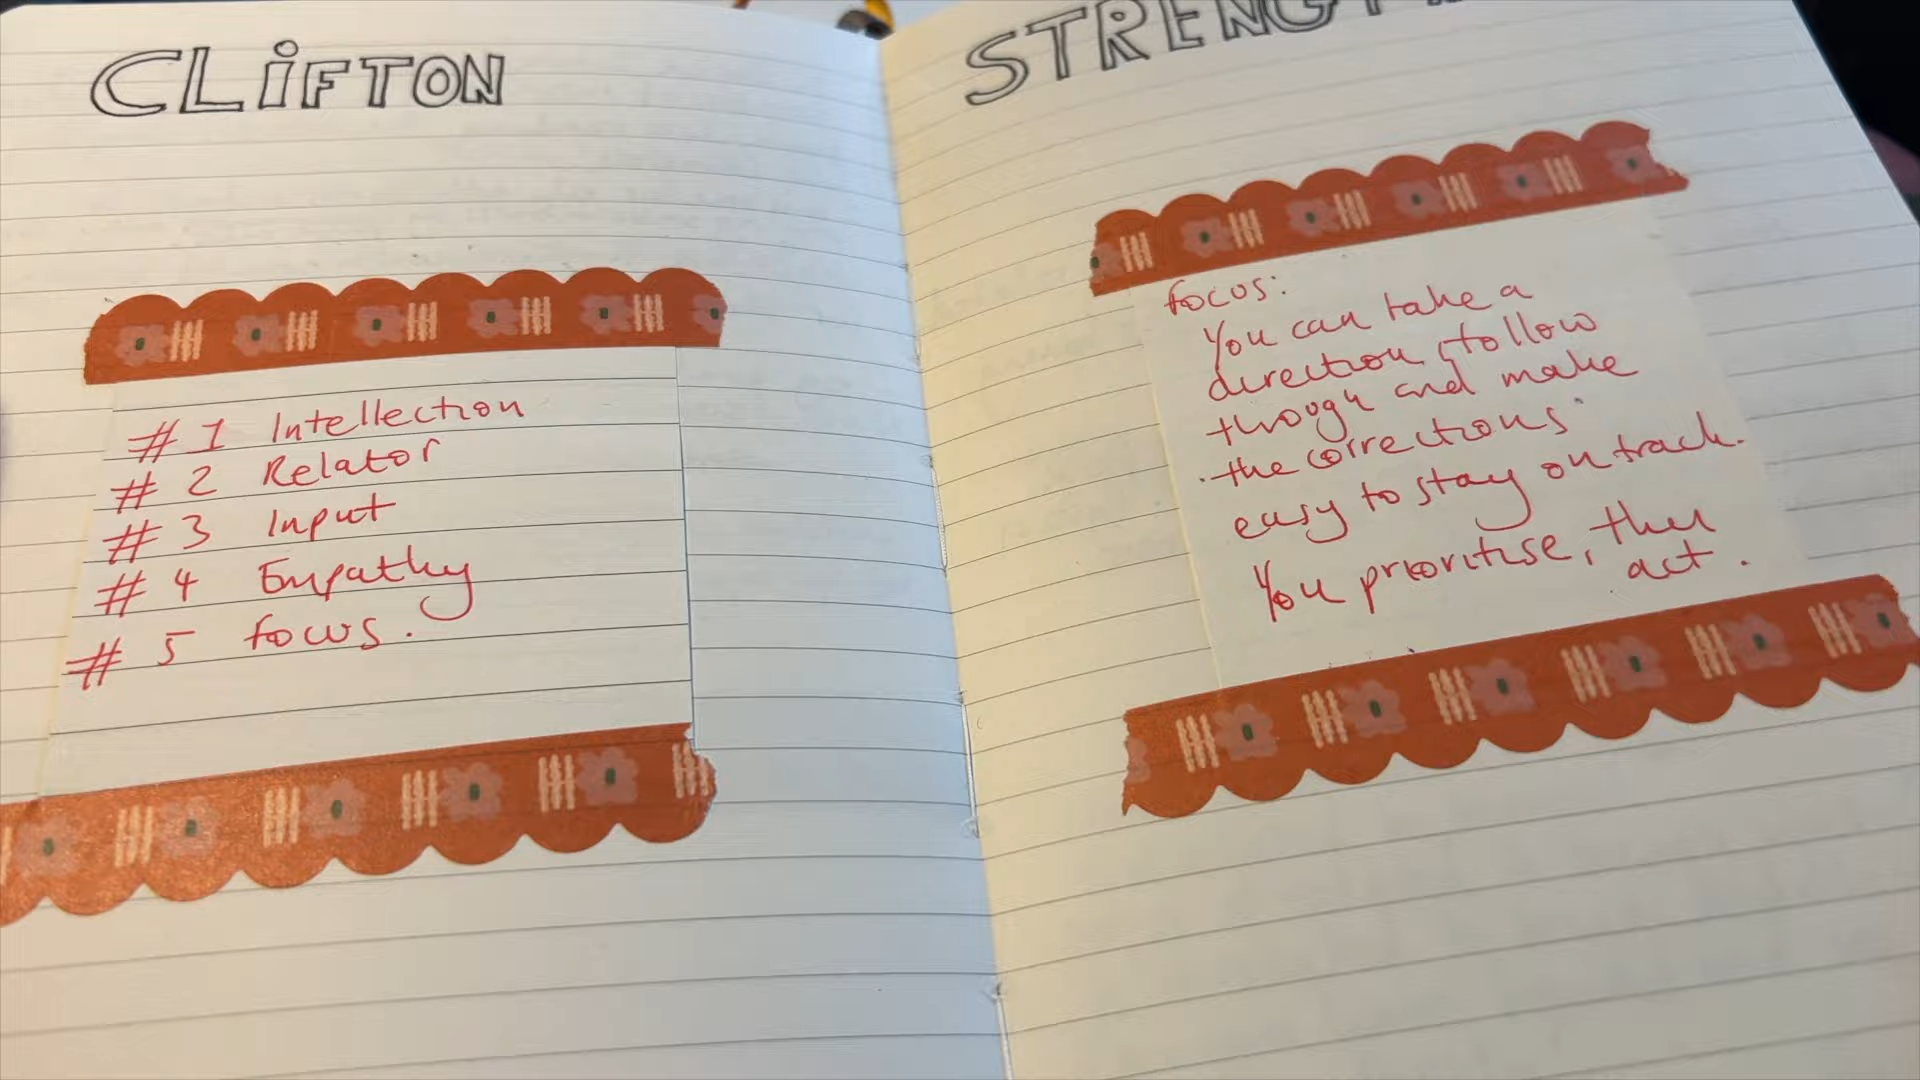 CLiFTON
# 1 Intellection
# 2 Relator
# 3 Input
# 4 Empathy
# 5 focus.
focus:
You can take a
direction, follow
through and make
the corrections
easy to stay on track.
You prioritise, then
act.